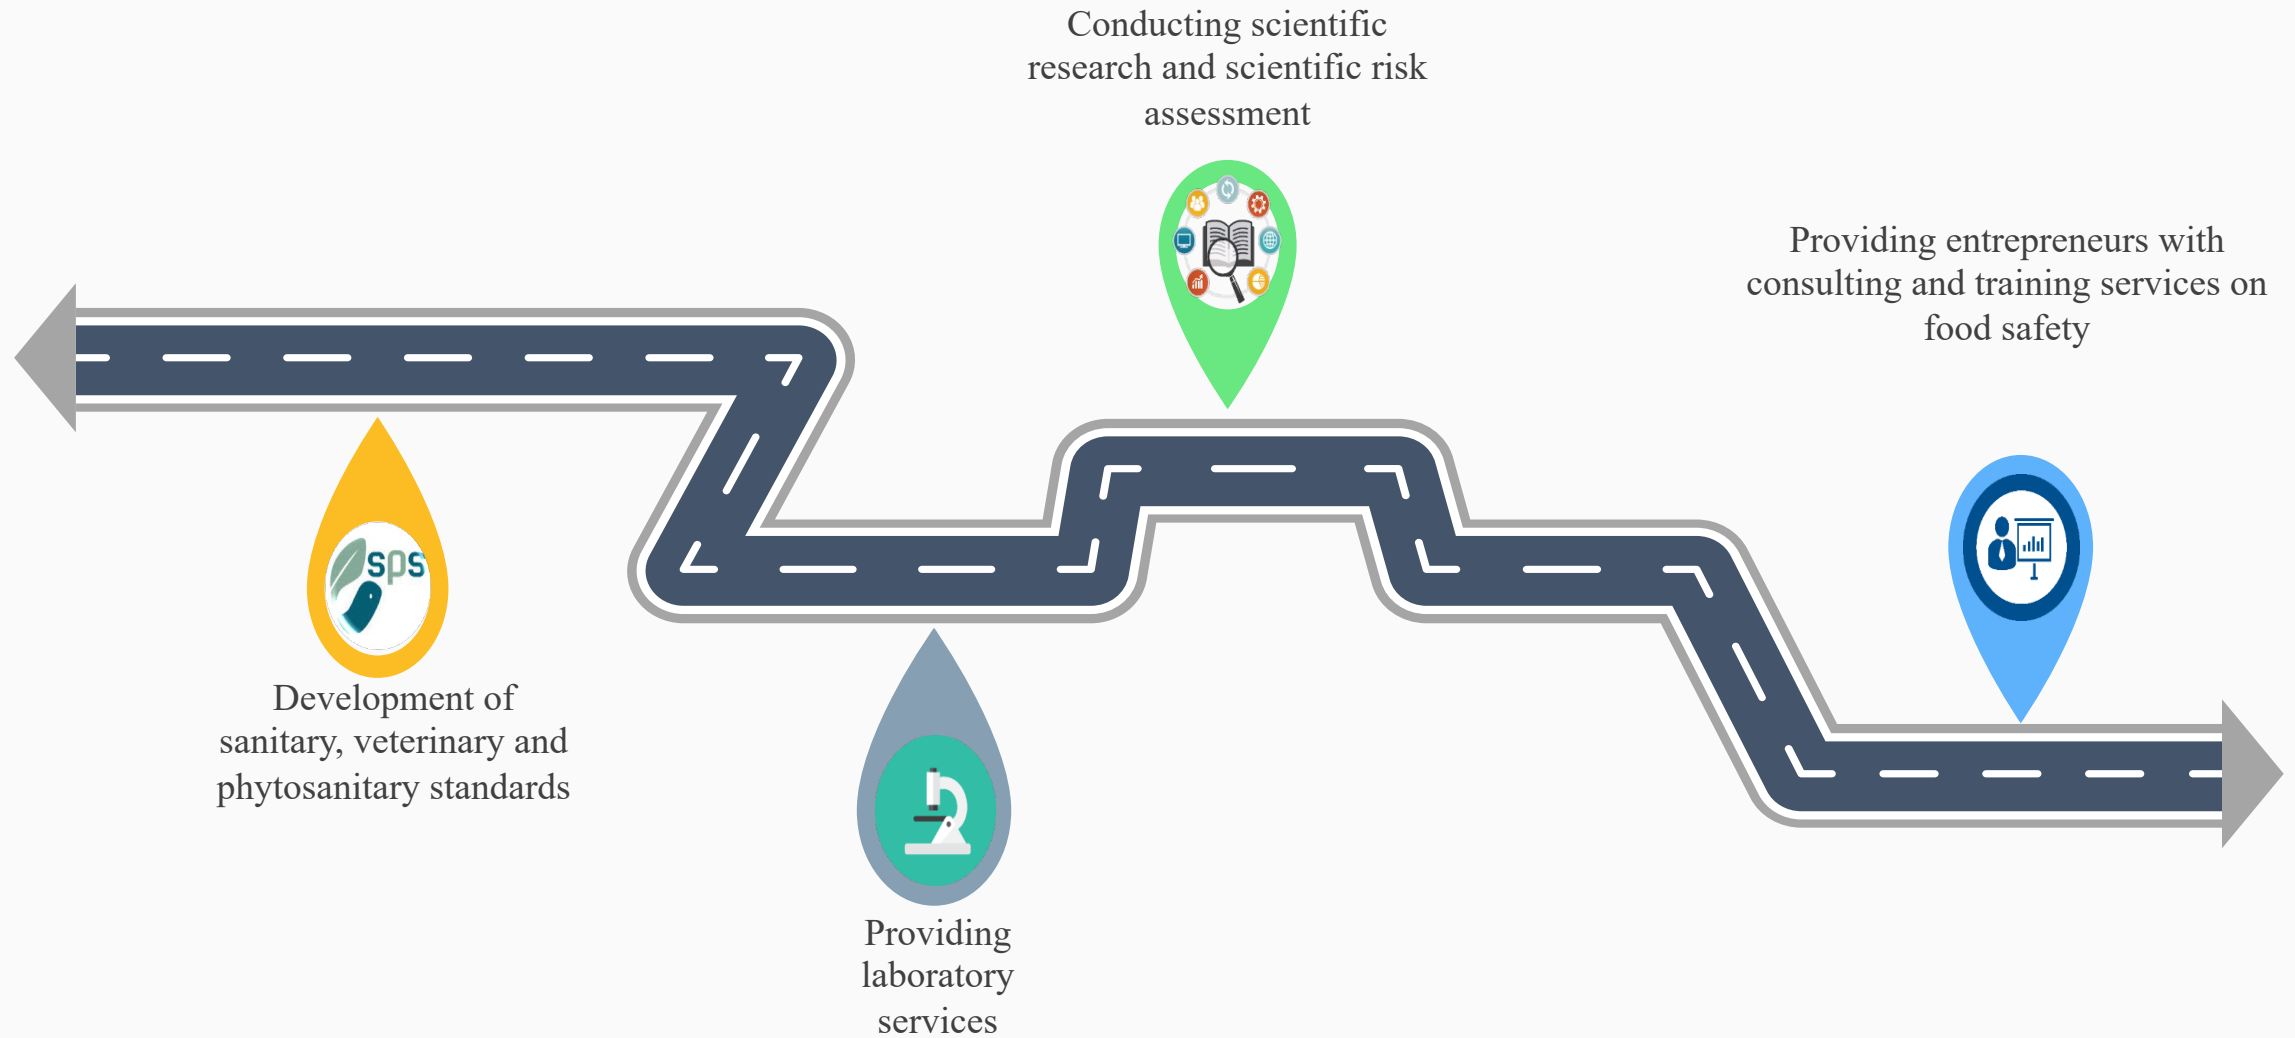 Conducting scientific
research and scientific risk
assessment
Providing entrepreneurs with
consulting and training services on
food safety
sps
Development of
sanitary, veterinary and
phytosanitary standards
Providing
laboratory
services